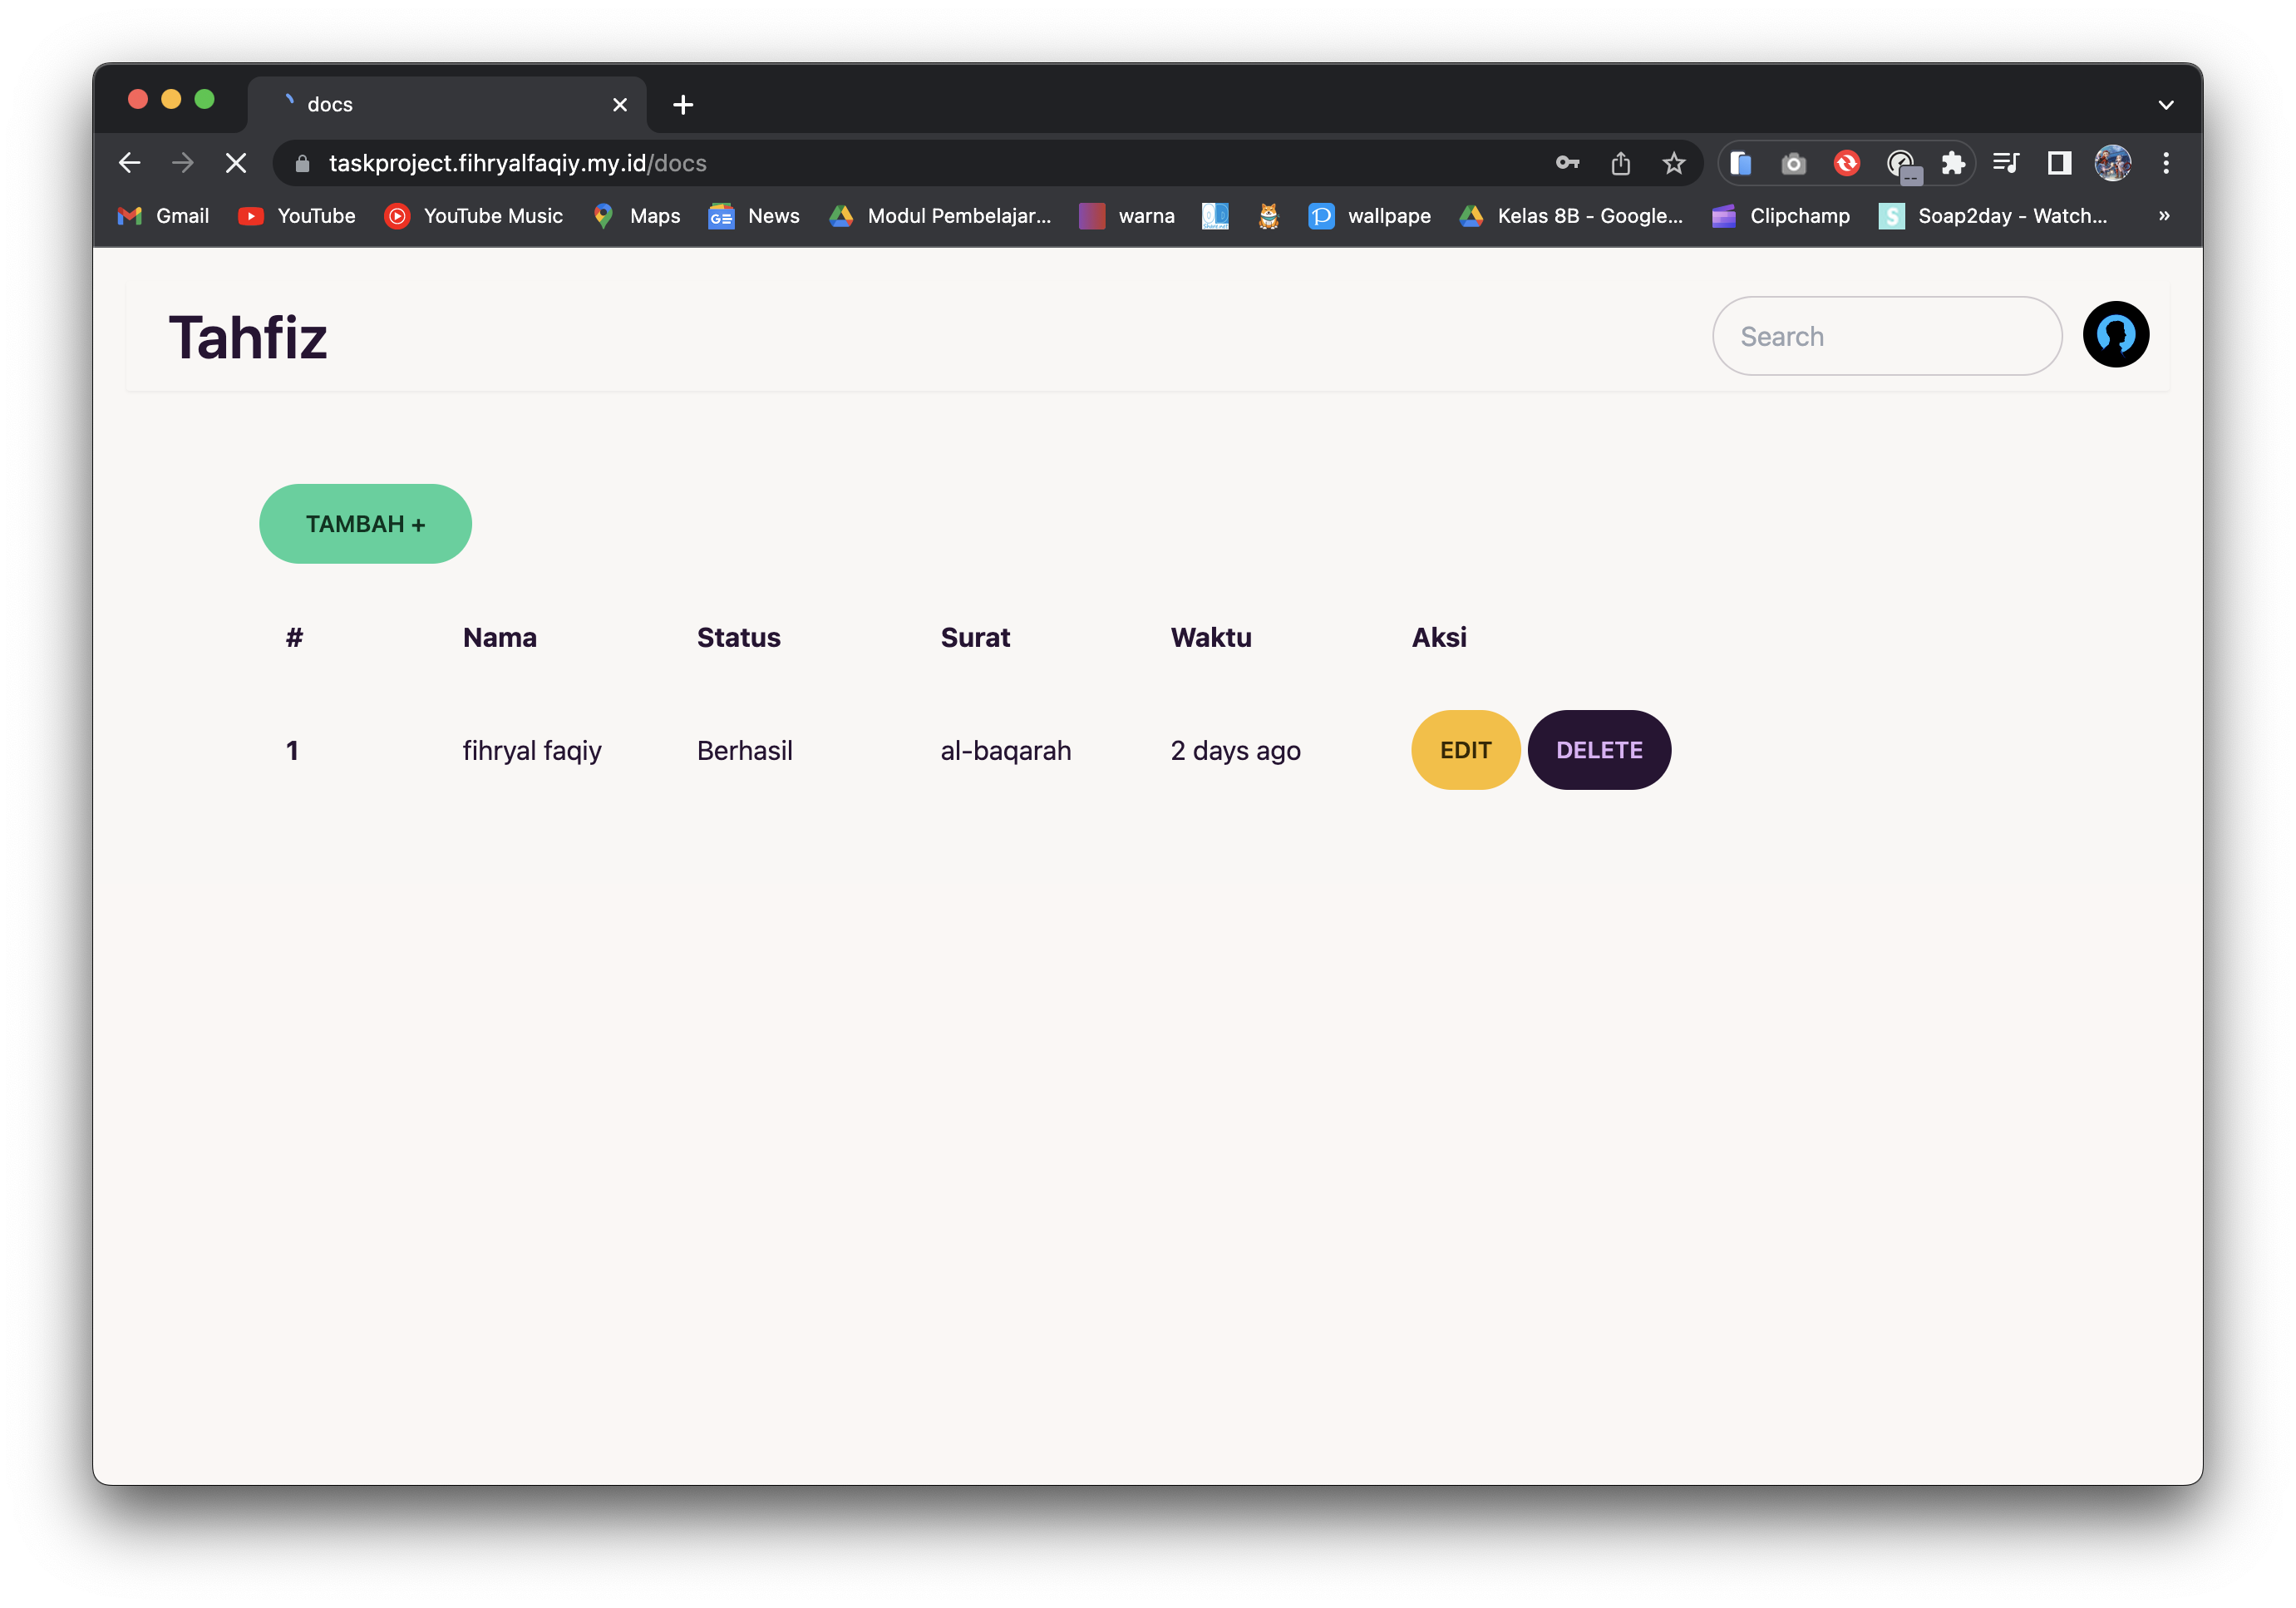 docs
taskproject.fihryalfaqiy.my.id/docs
Gmail YouTube YouTube Music Maps News Modul Pembelajar... warna wallpape Kelas 8B - Google... Clipchamp Soap2day - Watch... »
Tahfiz Search
TAMBAH +
# Nama Status Surat Waktu Aksi
1 fihryal faqiy Berhasil al-baqarah 2 days ago EDIT DELETE